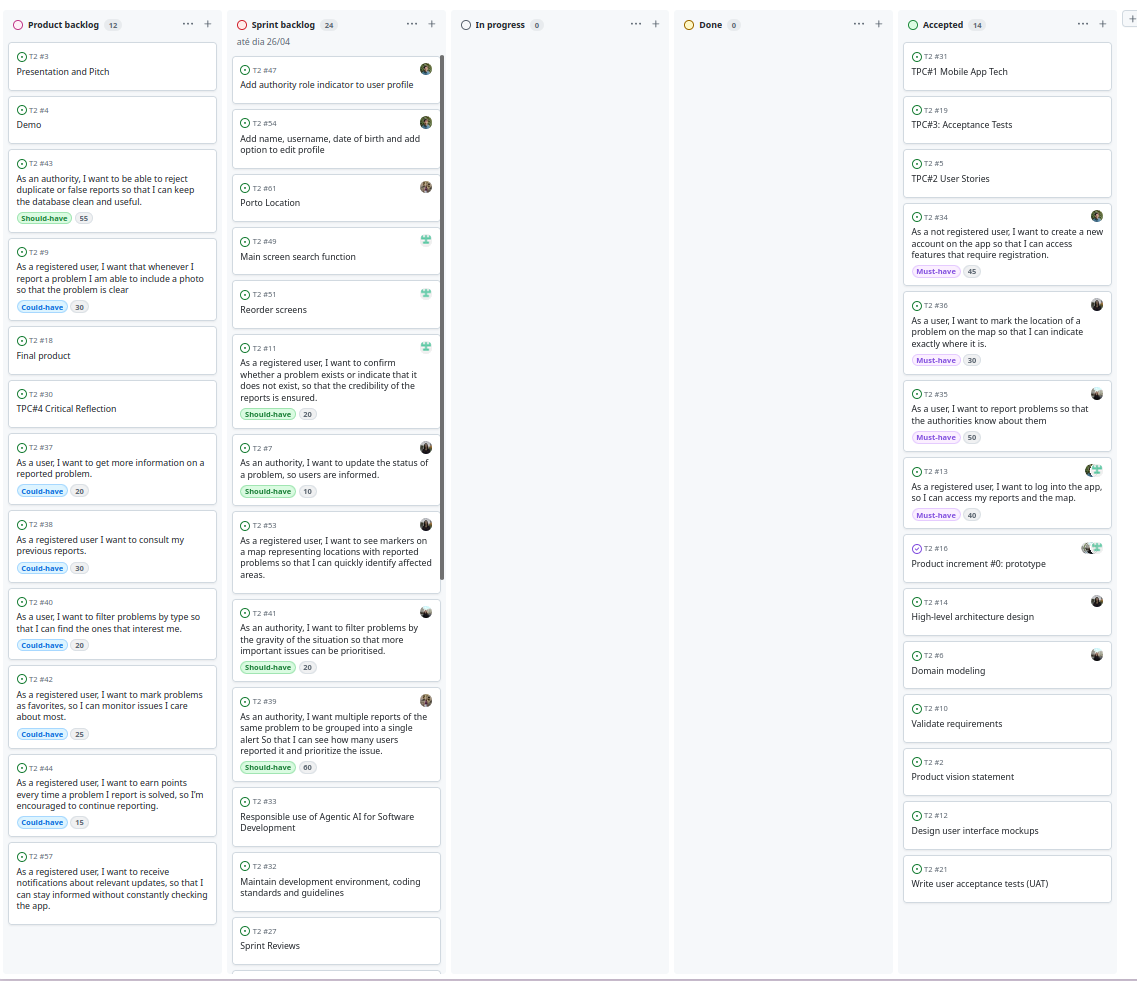 Product backlog 12
T2 #3
Presentation and Pitch
T2 #4
Demo
T2 #43
As an authority, I want to be able to reject
duplicate or false reports so that I can keep
the database clean and useful.
Should-have 55
T2 #9
As a registered user, I want that whenever I
report a problem I am able to include a photo
so that the problem is clear
Could-have 30
T2 #18
Final product
T2 #30
TPC#4 Critical Reflection
T2 #37
As a user, I want to get more information on a
reported problem.
Could-have 20
T2 #38
As a registered user I want to consult my
previous reports.
Could-have 30
T2 #40
As a user, I want to filter problems by type so
that I can find the ones that interest me.
Could-have 20
T2 #42
As a registered user, I want to mark problems
as favorites, so I can monitor issues I care
about most.
Could-have 25
T2 #44
As a registered user, I want to earn points
every time a problem I report is solved, so I'm
encouraged to continue reporting.
Could-have 15
T2 #57
As a registered user, I want to receive
notifications about relevant updates, so that I
can stay informed without constantly checking
the app.
Sprint backlog 24
até dia 26/04
T2 #47
Add authority role indicator to user profile
T2 #54
Add name, username, date of birth and add
option to edit profile
T2 #61
Porto Location
T2 #49
Main screen search function
T2 #51
Reorder screens
T2 #11
As a registered user, I want to confirm
whether a problem exists or indicate that it
does not exist, so that the credibility of the
reports is ensured.
Should-have 20
T2 #7
As an authority, I want to update the status of
a problem, so users are informed.
Should-have 10
T2 #53
As a registered user, I want to see markers on
a map representing locations with reported
problems so that I can quickly identify affected
areas.
T2 #41
As an authority, I want to filter problems by
the gravity of the situation so that more
important issues can be prioritised.
Should-have 20
T2 #39
As an authority, I want multiple reports of the
same problem to be grouped into a single
alert So that I can see how many users
reported it and prioritize the issue.
Should-have 60
T2 #33
Responsible use of Agentic AI for Software
Development
T2 #32
Maintain development environment, coding
standards and guidelines
T2 #27
Sprint Reviews
In progress 0
Done 0
Accepted 14
T2 #31
TPC#1 Mobile App Tech
T2 #19
TPC#3: Acceptance Tests
T2 #5
TPC#2 User Stories
T2 #34
As a not registered user, I want to create a new
account on the app so that I can access
features that require registration.
Must-have 45
T2 #36
As a user, I want to mark the location of a
problem on the map so that I can indicate
exactly where it is.
Must-have 30
T2 #35
As a user, I want to report problems so that
the authorities know about them
Must-have 50
T2 #13
As a registered user, I want to log into the app,
so I can access my reports and the map.
Must-have 40
T2 #16
Product increment #0: prototype
T2 #14
High-level architecture design
T2 #6
Domain modeling
T2 #10
Validate requirements
T2 #2
Product vision statement
T2 #12
Design user interface mockups
T2 #21
Write user acceptance tests (UAT)